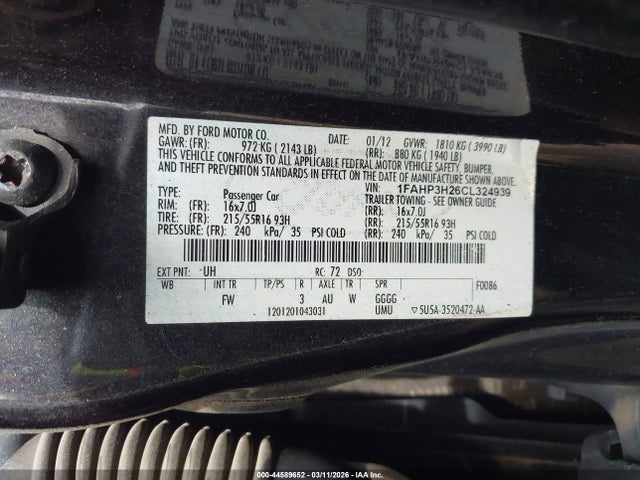 MFD. BY FORD MOTOR CO. DATE: 01/12 GVWR: 1810 KG ( 3990 LB)
GAWR: (FR): 972 KG ( 2143 LB) (RR): 880 KG ( 1940 LB)
THIS VEHICLE CONFORMS TO ALL APPLICABLE FEDERAL MOTOR VEHICLE SAFETY, BUMPER,
AND THEFT PREVENTION STANDARDS IN EFFECT ON THE DATE OF MANUFACTURE SHOWN ABOVE.
VIN: 1FAHP3H26CL324939
TYPE: Passenger Car TRAILER TOWING - SEE OWNER GUIDE
RIM: (FR): 16x7.0J (RR): 16x7.0J
TIRE: (FR): 215/55R16 93H (RR): 215/55R16 93H
PRESSURE: (FR): 240 kPa/ 35 PSI COLD (RR): 240 kPa/ 35 PSI COLD
EXT PNT: UH RC: 72 DSO:
WB INT TR TP/PS R AXLE TR SPR F0086
FW 3 AU W GGGG
1201201043031 UMU ▽5U5A-3520472-AA
000-44589652 - 03/11/2026 - IAA Inc.